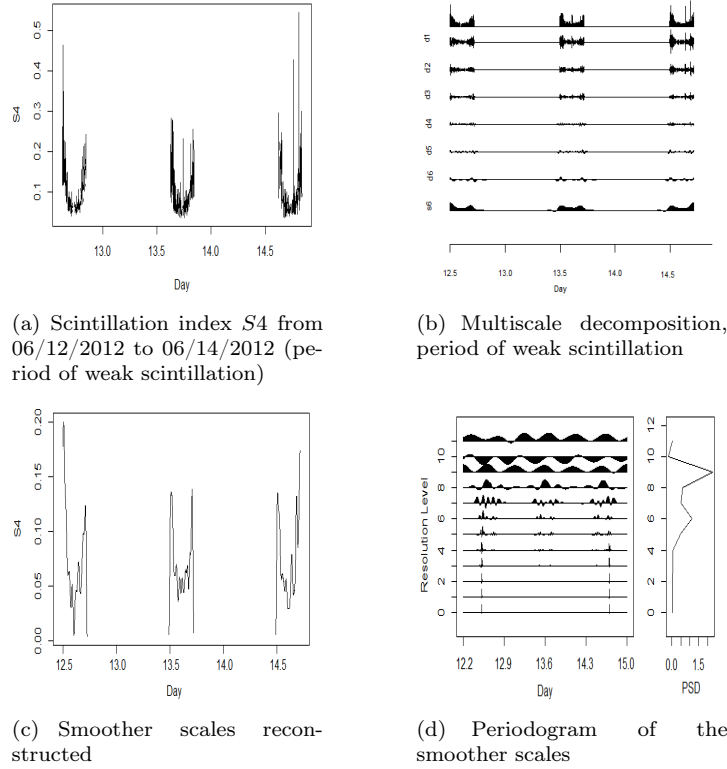 0.5
0.4
0.3
0.2
0.1
S4
13.0 13.5 14.0 14.5
Day
d1
d2
d3
d4
d5
d6
s6
12.5 13.0 13.5 14.0 14.5
Day
(a) Scintillation index S4 from
06/12/2012 to 06/14/2012 (pe-
riod of weak scintillation)
(b) Multiscale decomposition,
period of weak scintillation
0.20
0.15
0.10
0.05
0.00
S4
12.5 13.0 13.5 14.0 14.5
Day
12
10
8
6
4
2
0
Resolution Level
12.2 12.9 13.6 14.3 15.0
Day
12
10
8
6
4
2
0
0.0 1.5
PSD
(c) Smoother scales recon-
structed
(d) Periodogram of the
smoother scales